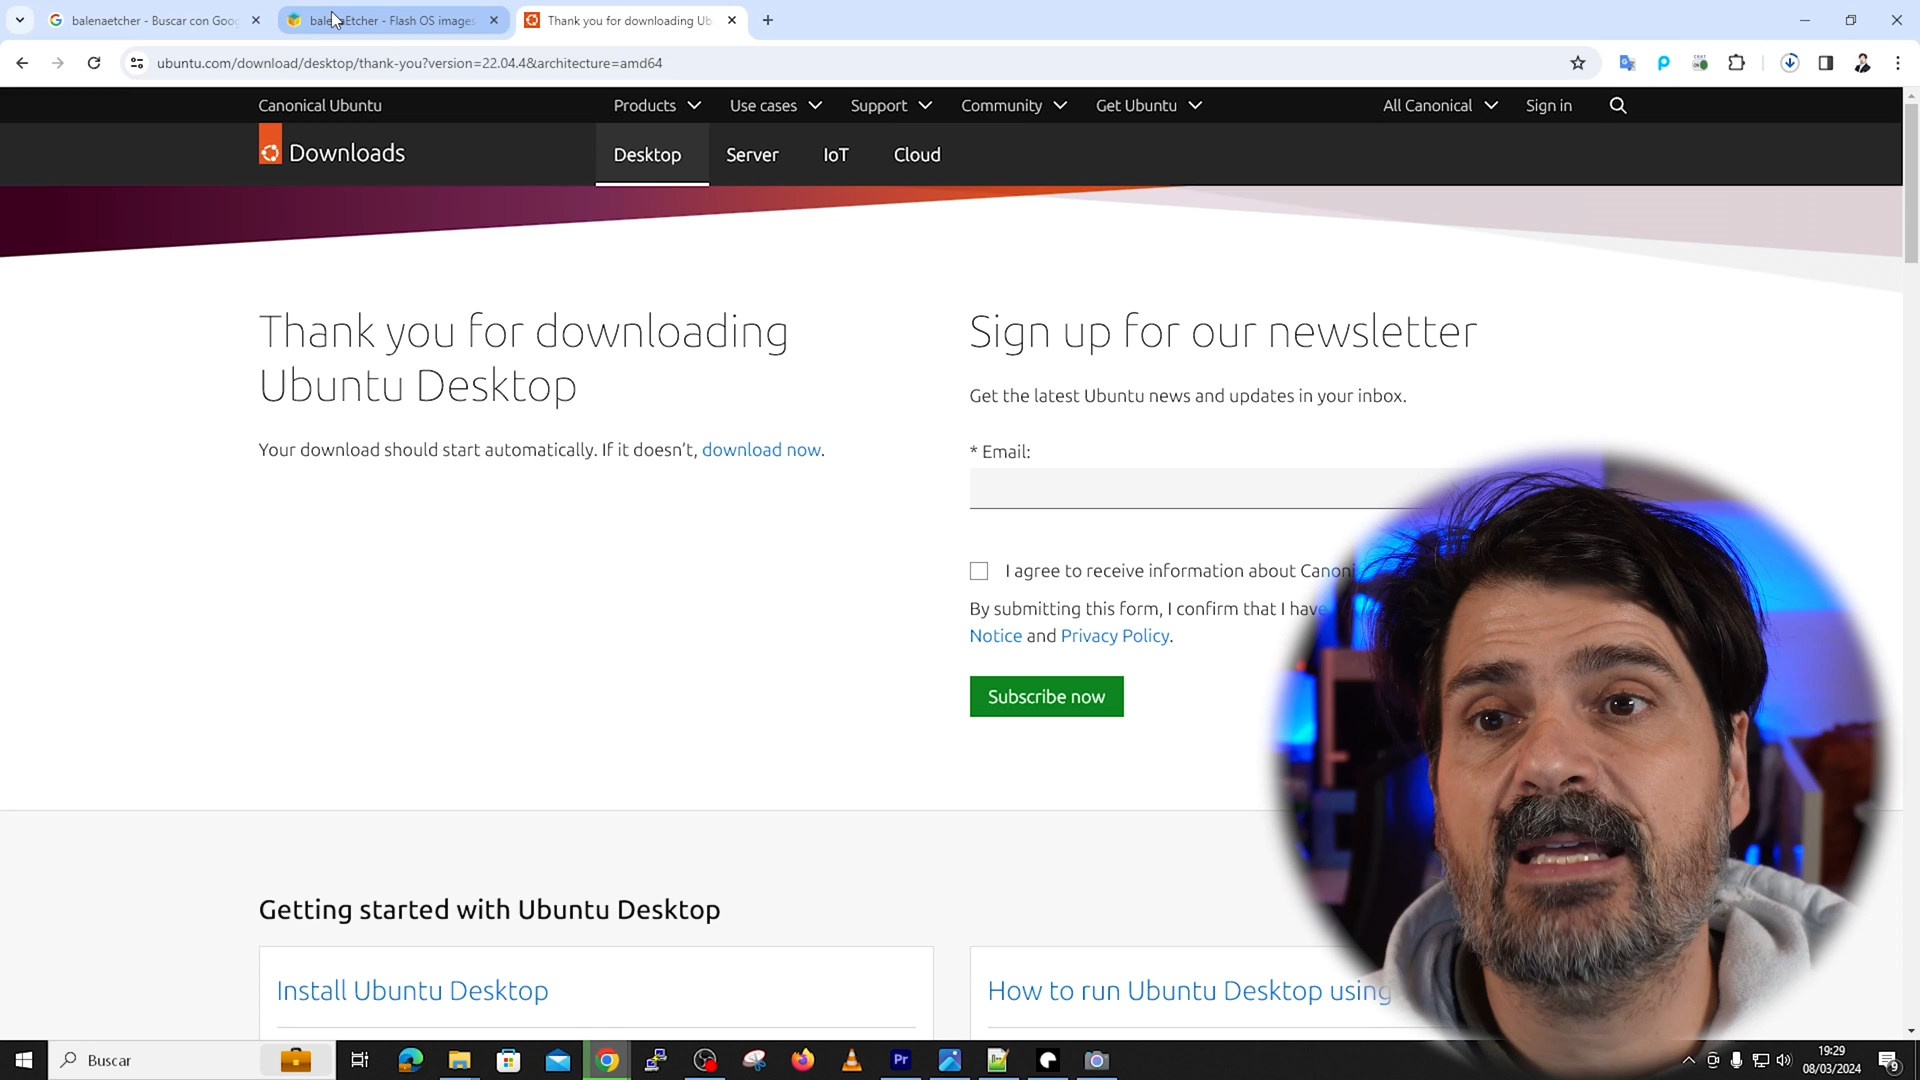 balenaetcher - Buscar con Goog
Etcher - Flash OS images
Thank you for downloading Ub
ubuntu.com/download/desktop/thank-you?version=22.04.4&architecture=amd64
Canonical Ubuntu
Products
Use cases
Support
Community
Get Ubuntu
All Canonical
Sign in
Downloads
Desktop
Server
IoT
Cloud
Thank you for downloading
Ubuntu Desktop
Your download should start automatically. If it doesn't, download now.
Sign up for our newsletter
Get the latest Ubuntu news and updates in your inbox.
* Email:
I agree to receive information about Canoni
By submitting this form, I confirm that I have
Notice and Privacy Policy.
Subscribe now
Getting started with Ubuntu Desktop
Install Ubuntu Desktop
How to run Ubuntu Desktop using
Buscar
Pr
19:29
08/03/2024
9